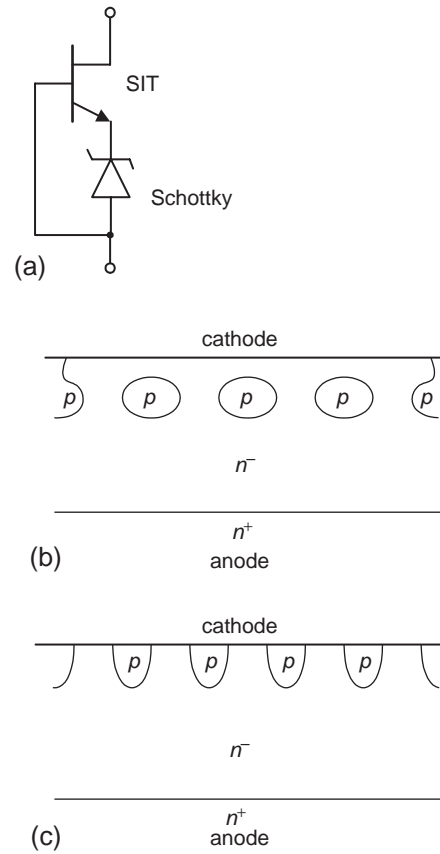 SIT
Schottky
(a)
cathode
p p p p p
n⁻
n⁺
(b) anode
cathode
p p p p
n⁻
n⁺
(c) anode